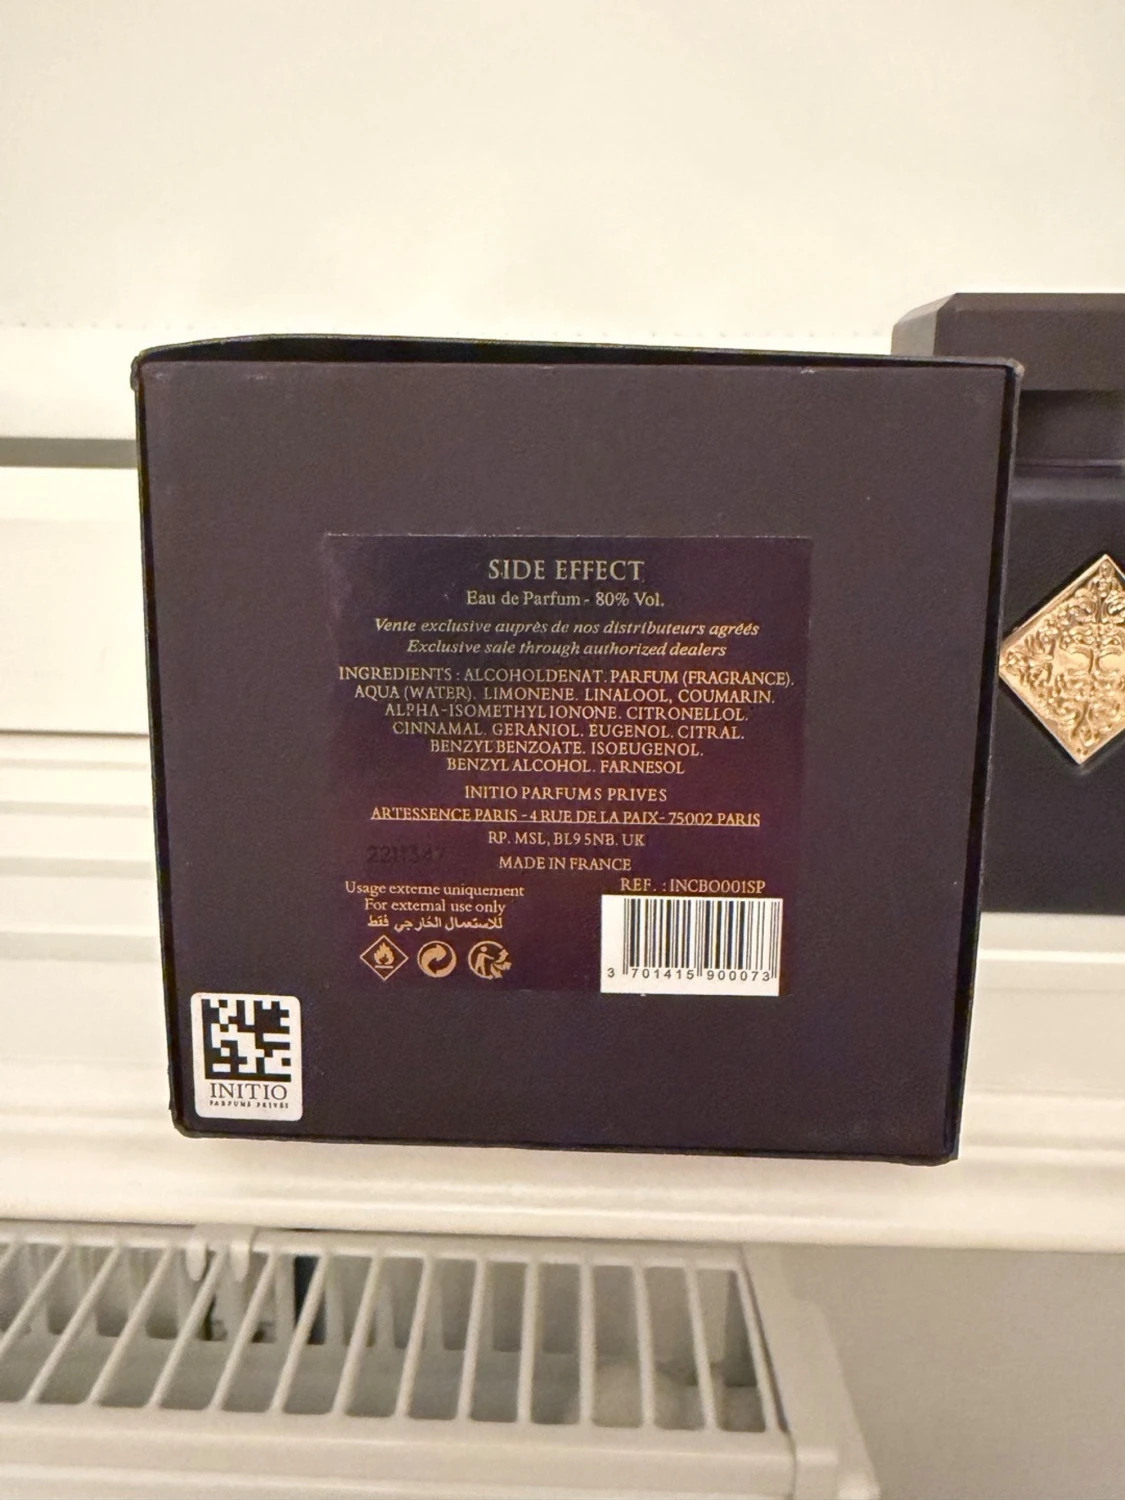 SIDE EFFECT
Eau de Parfum - 80% Vol.
Vente exclusive auprès de nos distributeurs agréés
Exclusive sale through authorized dealers
INGREDIENTS : ALCOHOL DENAT. PARFUM (FRAGRANCE).
AQUA (WATER). LIMONENE. LINALOOL, COUMARIN.
ALPHA-ISOMETHYL IONONE. CITRONELLOL.
CINNAMAL. GERANIOL. EUGENOL. CITRAL.
BENZYL BENZOATE. ISOEUGENOL.
BENZYL ALCOHOL. FARNESOL
INITIO PARFUMS PRIVES
ARTESSENCE PARIS - 4 RUE DE LA PAIX- 75002 PARIS
RP. MSL, BL9 5NB. UK
MADE IN FRANCE
Usage externe uniquement
For external use only
للاستعمال الخارجي فقط
REF. : INCBO001SP
3 701415 900073
INITIO
PARFUMS PRIVÉS